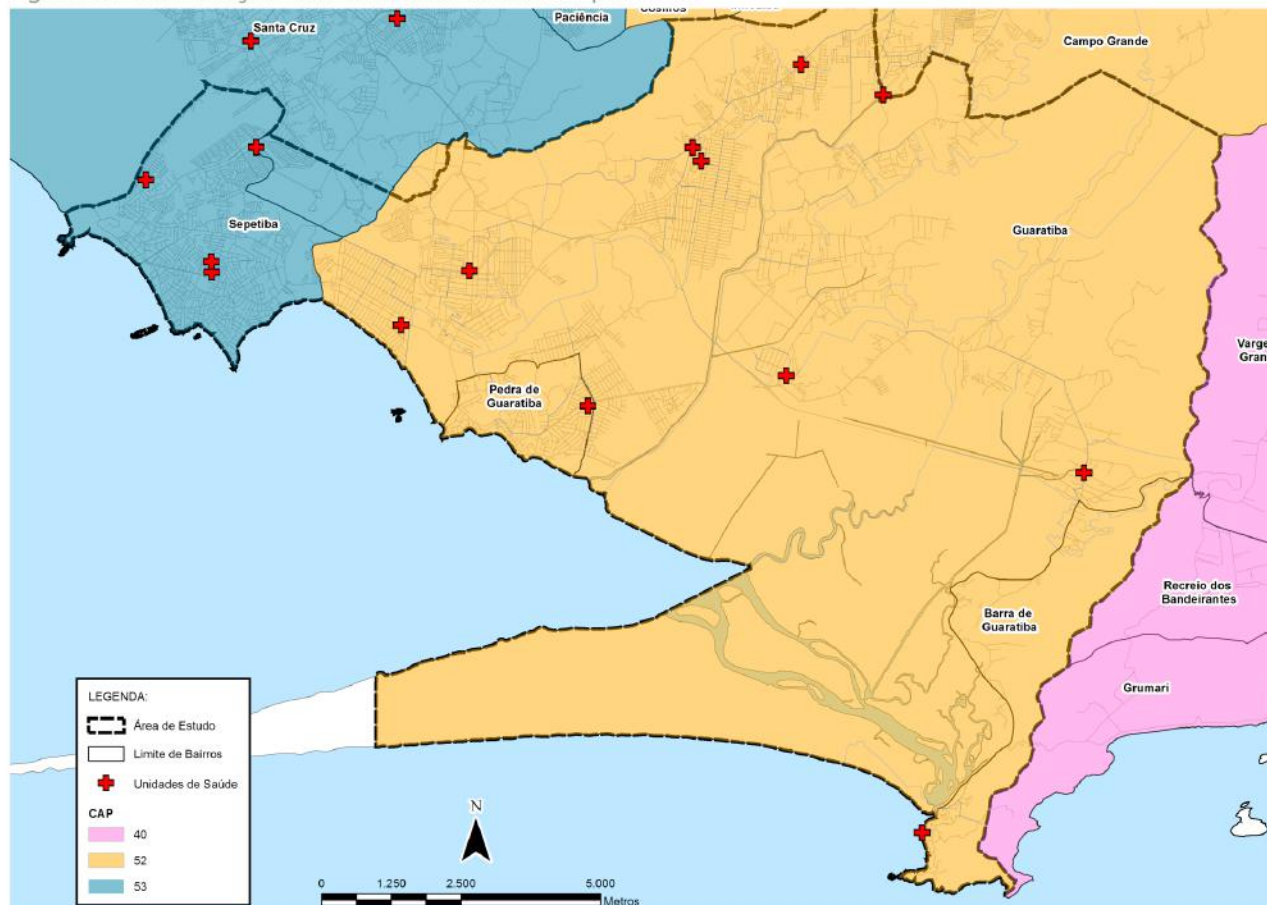 Santa Cruz
Paciência
Campo Grande
Sepetiba
Guaratiba
Pedra de
Guaratiba
Recreio dos
Bandeirantes
Barra de
Guaratiba
Grumari
LEGENDA:
Área de Estudo
Limite de Bairros
Unidades de Saúde
CAP
40
52
53
N
0 1.250 2.500 5.000
Metros